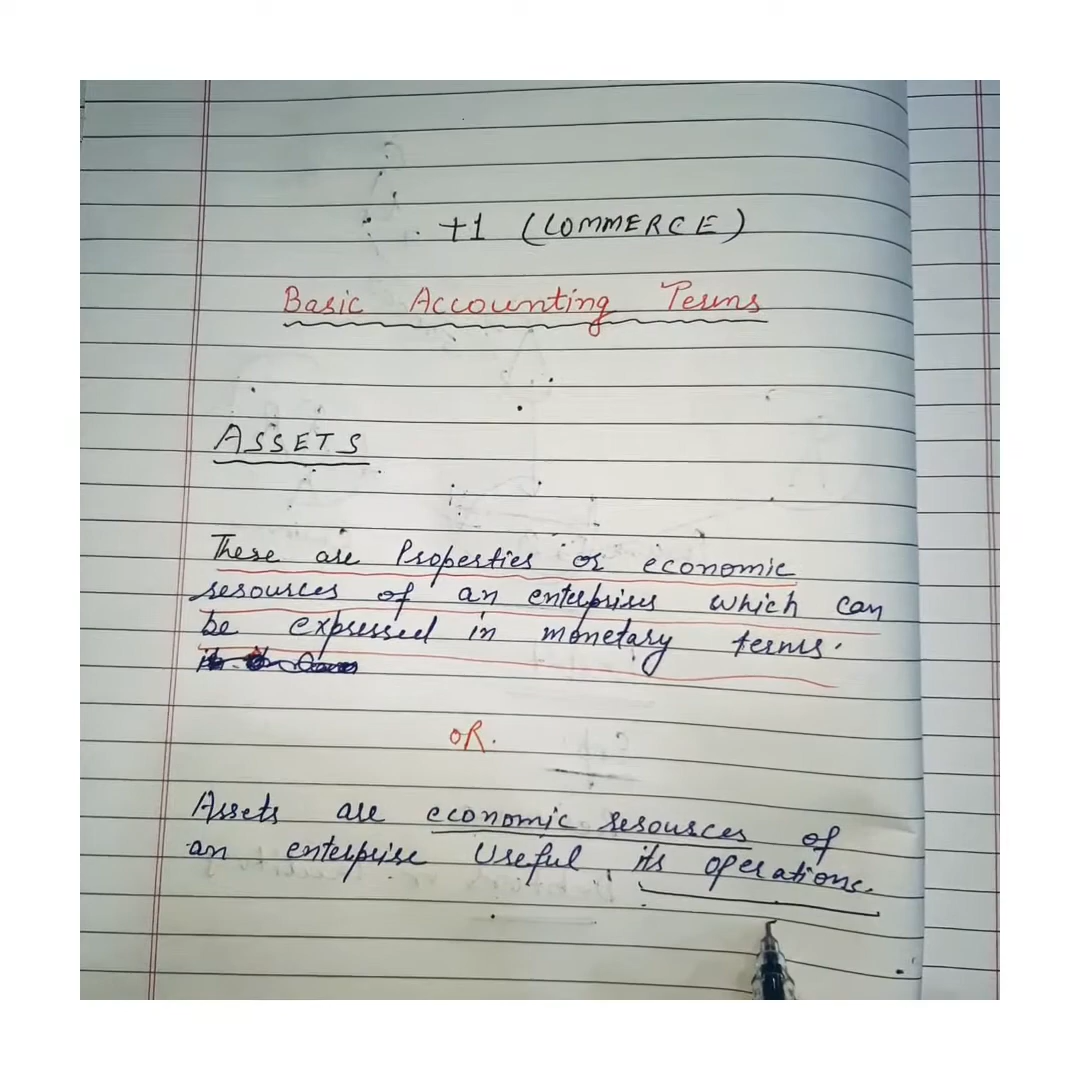 +1 (COMMERCE)
Basic Accounting Terms
ASSETS
These are Properties or economic
resources of an enterprises which can
be expressed in monetary terms.
OR.
Assets are economic resources of
an enterprise useful its operations.